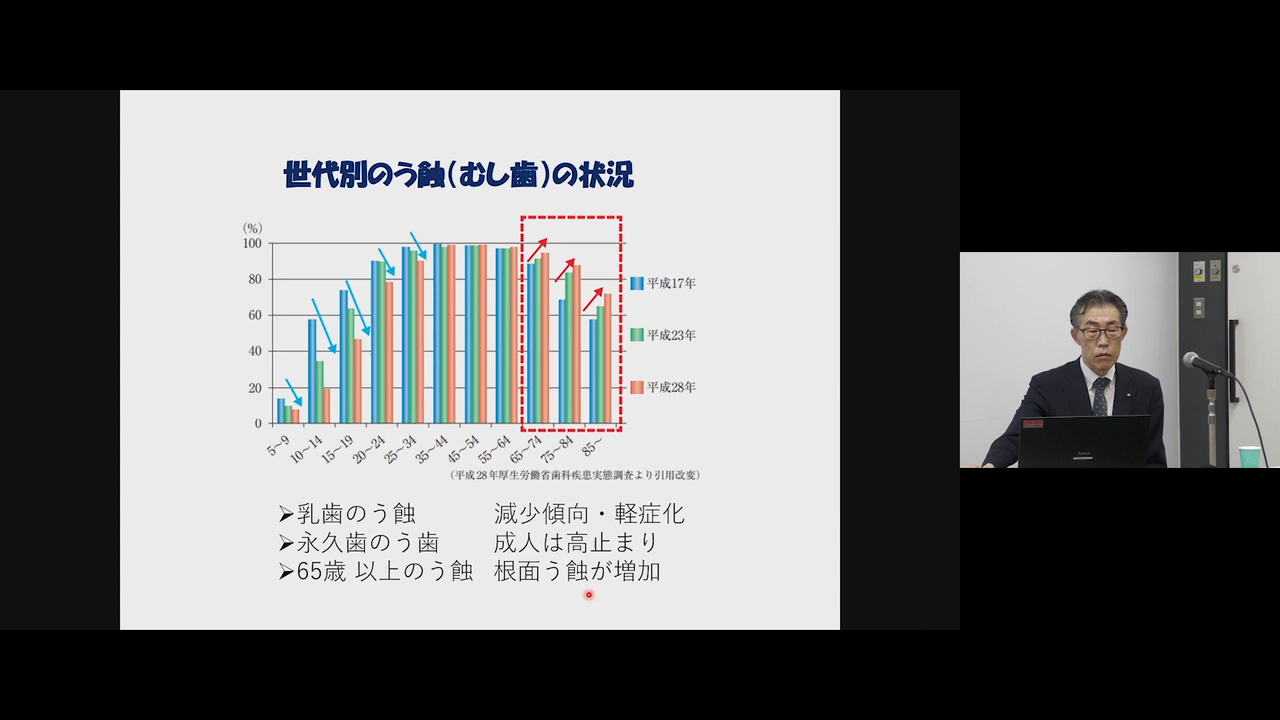 世代別のう蝕(むし歯)の状況
(%)
100
80
60
40
20
0
5〜9
10〜14
15〜19
20〜24
25〜34
35〜44
45〜54
55〜64
65〜74
75〜84
85〜
平成17年
平成23年
平成28年
(平成28年厚生労働省歯科疾患実態調査より引用改変)
➢乳歯のう蝕 減少傾向・軽症化
➢永久歯のう歯 成人は高止まり
➢65歳 以上のう蝕 根面う蝕が増加